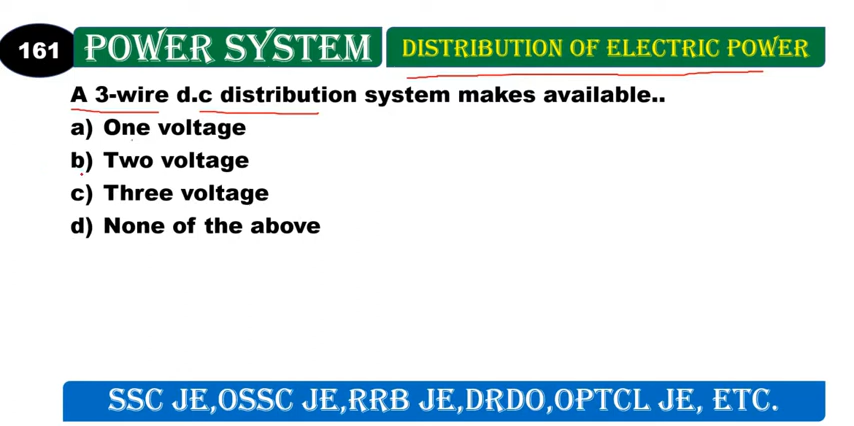 161
POWER SYSTEM
DISTRIBUTION OF ELECTRIC POWER
A 3-wire d.c distribution system makes available..
a) One voltage
b) Two voltage
c) Three voltage
d) None of the above
SSC JE,OSSC JE,RRB JE,DRDO,OPTCL JE, ETC.